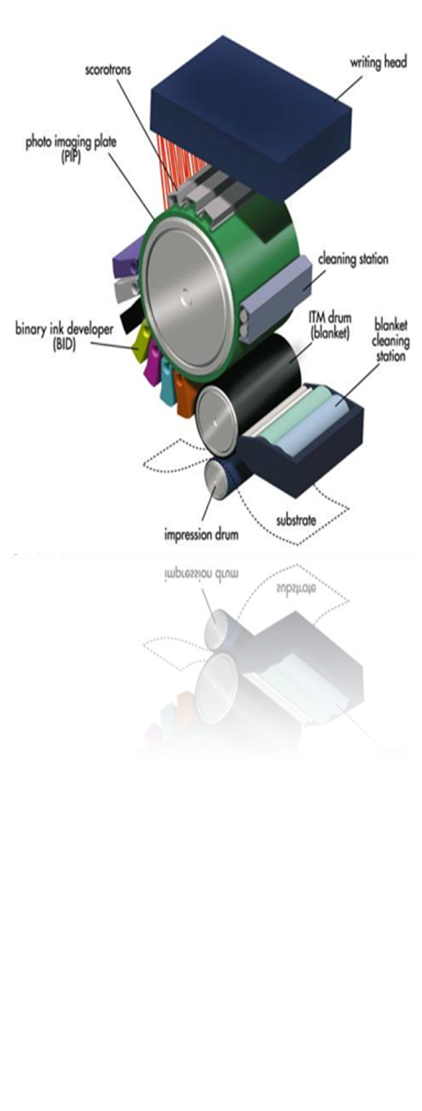 writing head
scorotrons
photo imaging plate
(PIP)
cleaning station
ITM drum
(blanket)
blanket
cleaning
station
binary ink developer
(BID)
substrate
impression drum
impression drum
substrate